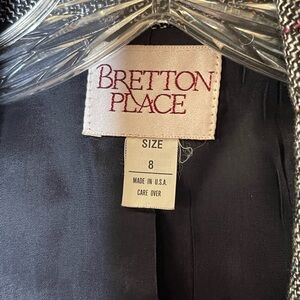 BRETTON
PLACE
SIZE
8
MADE IN U.S.A.
CARE OVER